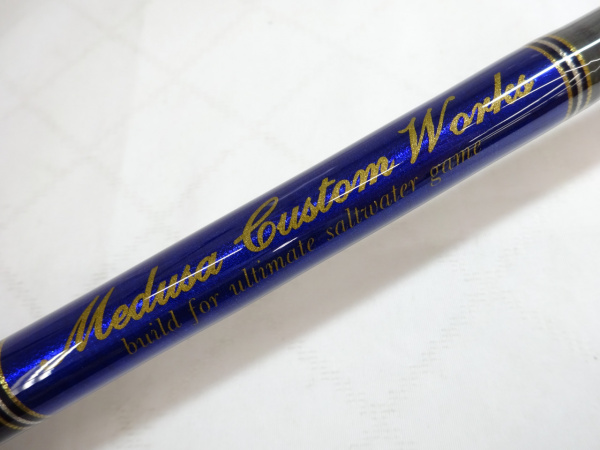 Medusa Custom Works
build for ultimate saltwater game